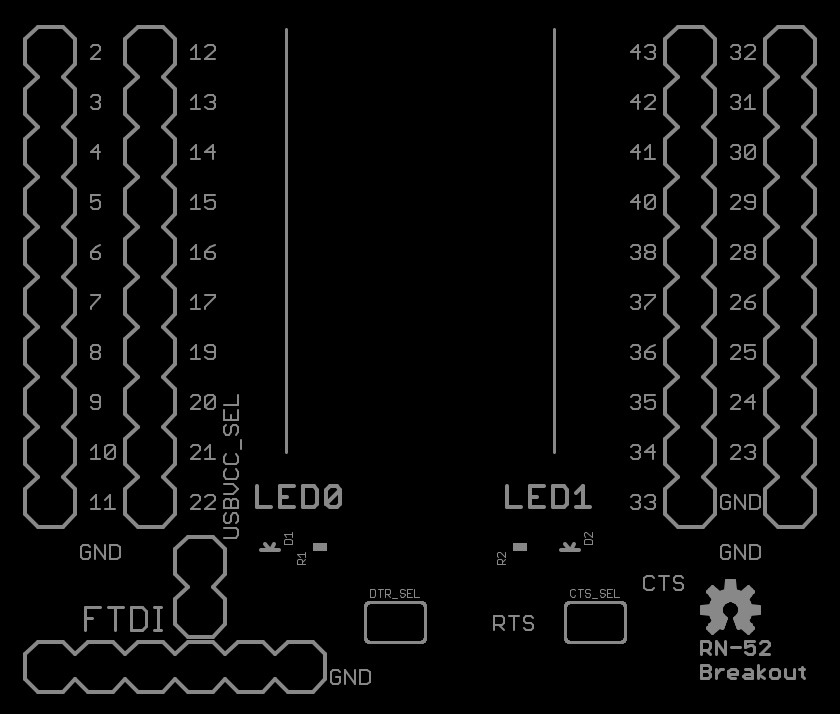 2 12 43 32
3 13 42 31
4 14 41 30
5 15 40 29
6 16 38 28
7 17 37 26
8 19 36 25
9 20 35 24
10 21 34 23
11 22 33 GND
USBVCC_SEL
LED0 LED1
D1 R1 R2 D2
GND GND
DTR_SEL CTS_SEL CTS
FTDI RTS
RN-52
Breakout
GND